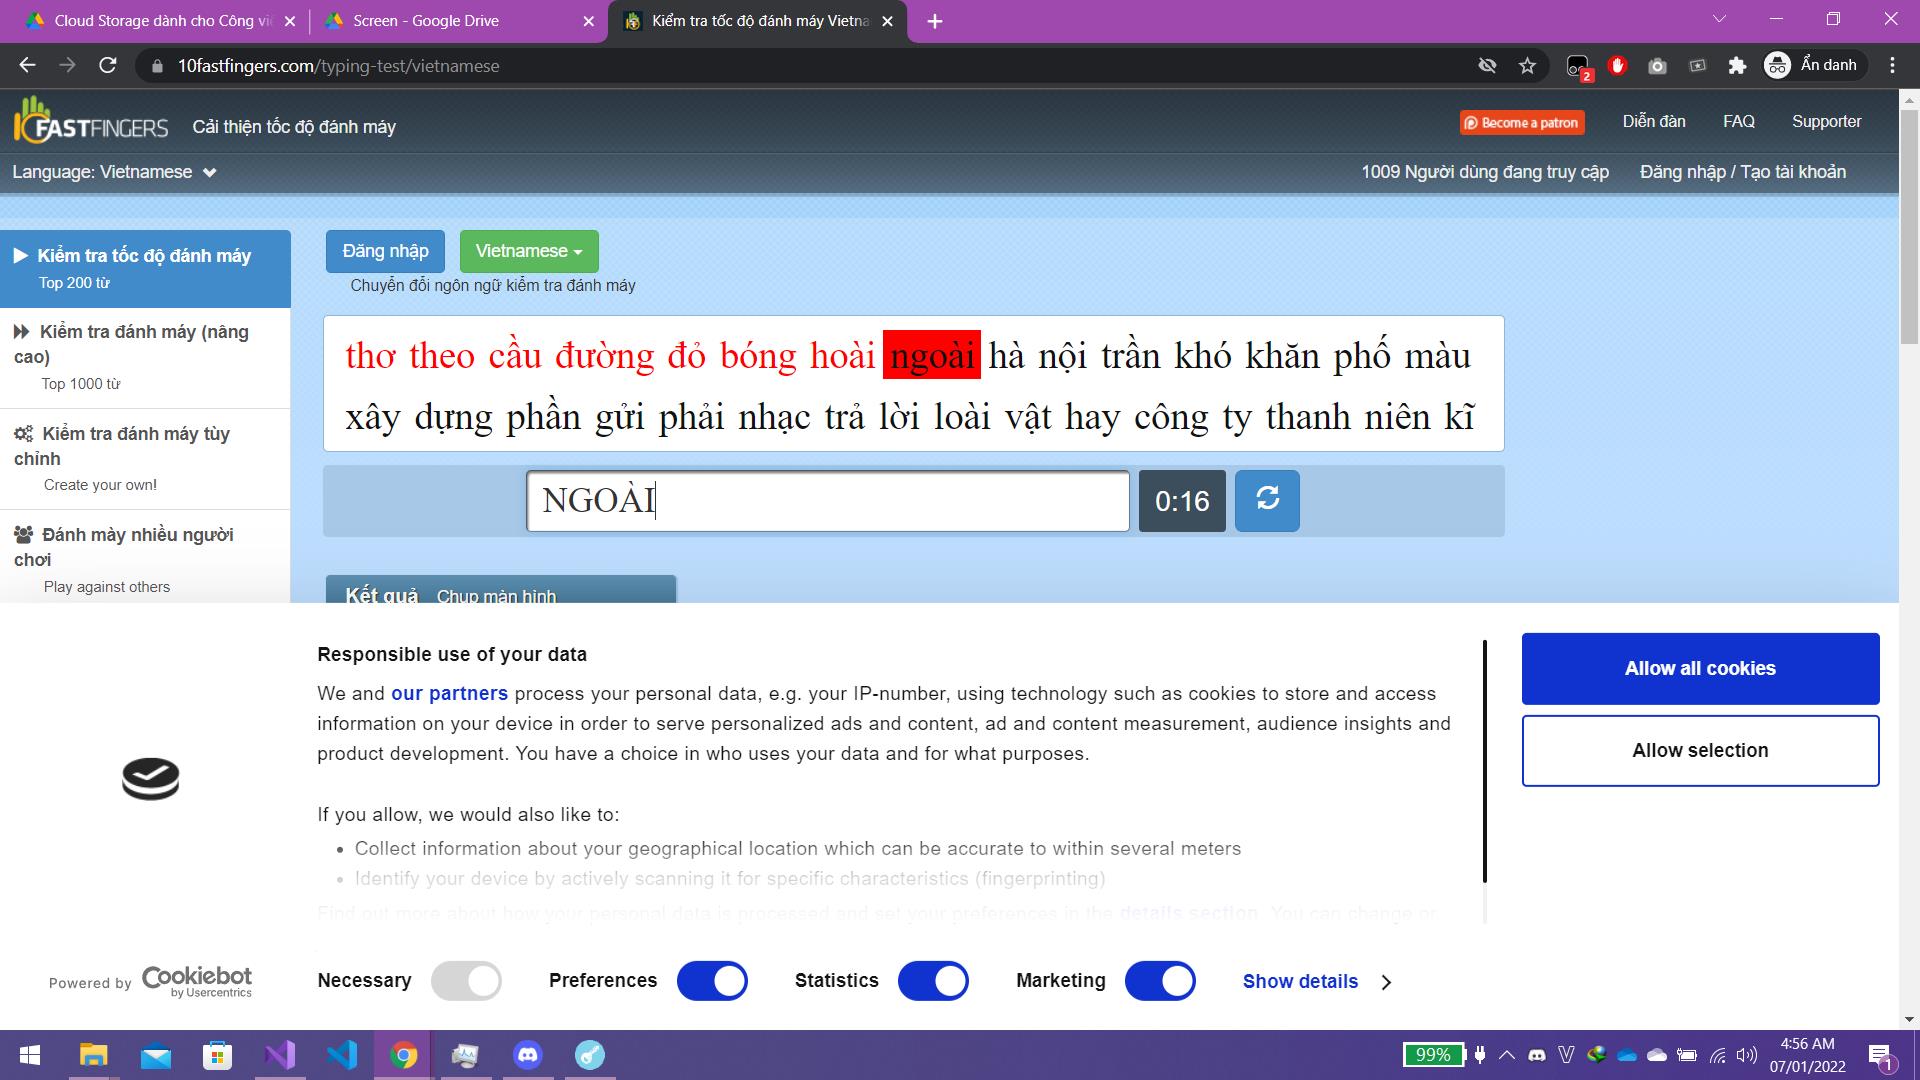 Cloud Storage dành cho Công vi
Screen - Google Drive
Kiểm tra tốc độ đánh máy Vietna
10fastfingers.com/typing-test/vietnamese
2
Ẩn danh
FASTFINGERS
Cải thiện tốc độ đánh máy
Become a patron
Diễn đàn
FAQ
Supporter
Language: Vietnamese
1009 Người dùng đang truy cập
Đăng nhập / Tạo tài khoản
Kiểm tra tốc độ đánh máy
Top 200 từ
Kiểm tra đánh máy (nâng
cao)
Top 1000 từ
Kiểm tra đánh máy tùy
chỉnh
Create your own!
Đánh mày nhiều người
chơi
Play against others
Đăng nhập
Vietnamese
Chuyển đổi ngôn ngữ kiểm tra đánh máy
thơ theo cầu đường đỏ bóng hoài ngoài hà nội trần khó khăn phố màu
xây dựng phần gửi phải nhạc trả lời loài vật hay công ty thanh niên kĩ
NGOÀI
0:16
Kết quả Chụp màn hình
Responsible use of your data
We and our partners process your personal data, e.g. your IP-number, using technology such as cookies to store and access
information on your device in order to serve personalized ads and content, ad and content measurement, audience insights and
product development. You have a choice in who uses your data and for what purposes.
If you allow, we would also like to:
• Collect information about your geographical location which can be accurate to within several meters
• Identify your device by actively scanning it for specific characteristics (fingerprinting)
Find out more about how your personal data is processed and set your preferences in the details section. You can change or
Allow all cookies
Allow selection
Powered by Cookiebot
by Usercentrics
Necessary
Preferences
Statistics
Marketing
Show details
99%
4:56 AM
07/01/2022
1